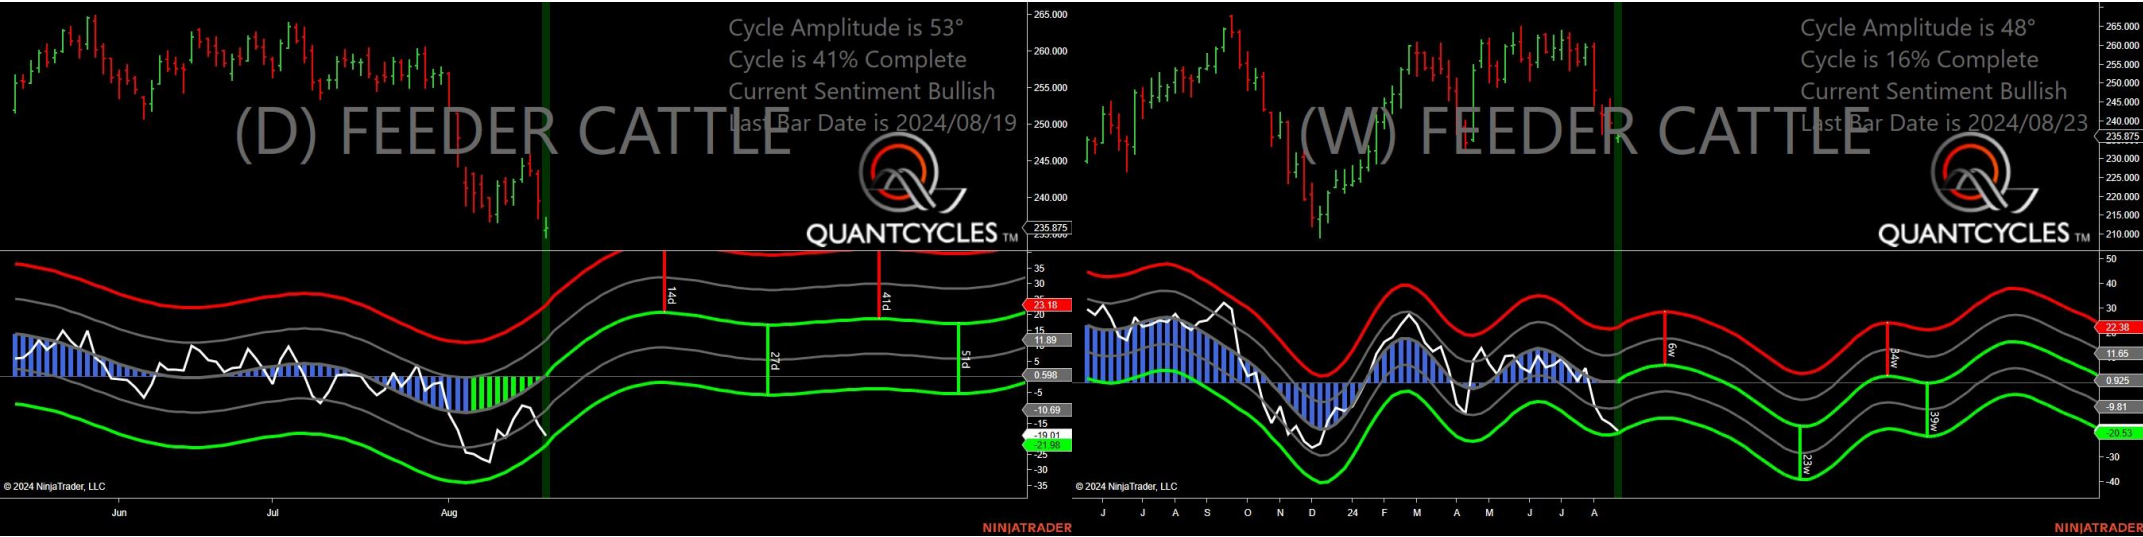 Cycle Amplitude is 53°
Cycle is 41% Complete
Current Sentiment Bullish
Last Bar Date is 2024/08/19
(D) FEEDER CATTLE
QUANTCYCLES TM
265.000
260.000
255.000
250.000
245.000
240.000
235.875
35
30
23.18
20
15
11.89
5
0.598
-5
-10.69
-15
-19.01
-21.98
-25
-30
-35
14d
27d
41d
51d
© 2024 NinjaTrader, LLC
Jun Jul Aug
NINJATRADER
Cycle Amplitude is 48°
Cycle is 16% Complete
Current Sentiment Bullish
Last Bar Date is 2024/08/23
(W) FEEDER CATTLE
QUANTCYCLES TM
265.000
260.000
255.000
250.000
245.000
240.000
235.875
230.000
225.000
220.000
215.000
210.000
50
40
30
22.38
11.65
0.925
-9.81
-20.53
-30
-40
6w
23w
34w
39w
© 2024 NinjaTrader, LLC
J J A S O N D 24 F M A M J J A
NINJATRADER